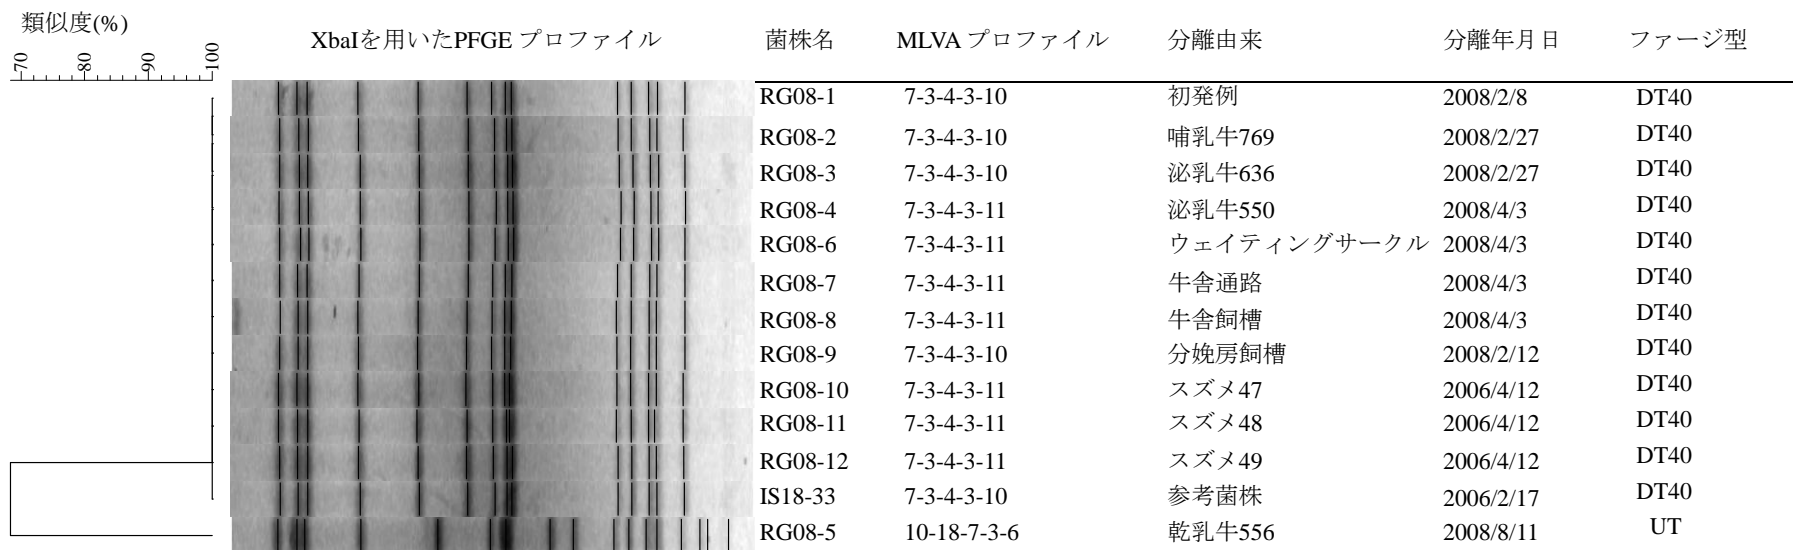 類似度(%)
70 80 90 100
XbaIを用いたPFGE プロファイル 菌株名 MLVA プロファイル 分離由来 分離年月日 ファージ型
RG08-1 7-3-4-3-10 初発例 2008/2/8 DT40
RG08-2 7-3-4-3-10 哺乳牛769 2008/2/27 DT40
RG08-3 7-3-4-3-10 泌乳牛636 2008/2/27 DT40
RG08-4 7-3-4-3-11 泌乳牛550 2008/4/3 DT40
RG08-6 7-3-4-3-11 ウェイティングサークル 2008/4/3 DT40
RG08-7 7-3-4-3-11 牛舎通路 2008/4/3 DT40
RG08-8 7-3-4-3-11 牛舎飼槽 2008/4/3 DT40
RG08-9 7-3-4-3-10 分娩房飼槽 2008/2/12 DT40
RG08-10 7-3-4-3-11 スズメ47 2006/4/12 DT40
RG08-11 7-3-4-3-11 スズメ48 2006/4/12 DT40
RG08-12 7-3-4-3-11 スズメ49 2006/4/12 DT40
IS18-33 7-3-4-3-10 参考菌株 2006/2/17 DT40
RG08-5 10-18-7-3-6 乾乳牛556 2008/8/11 UT